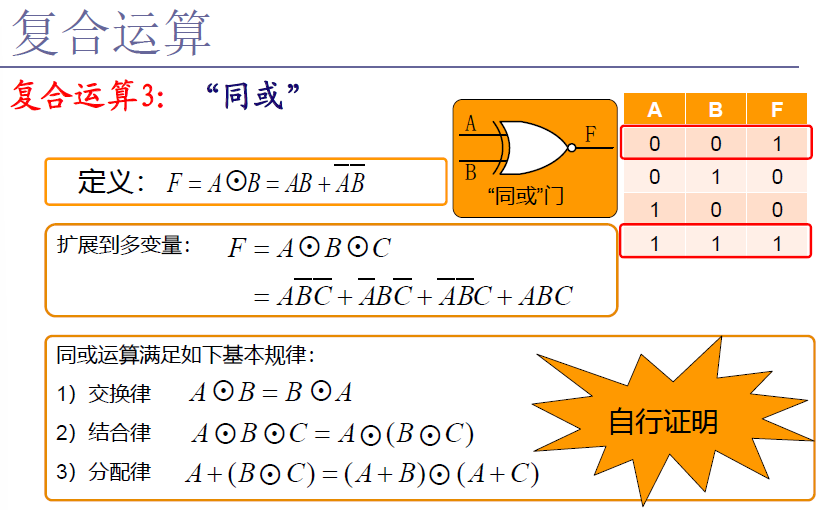 复合运算
复合运算3：“同或”
定义： F = A⊙B = AB + A̅B̅
A
B
F
“同或”门
A B F
0 0 1
0 1 0
1 0 0
1 1 1
扩展到多变量： F = A⊙B⊙C
= AB̅C̅ + A̅BC̅ + A̅B̅C + ABC
同或运算满足如下基本规律：
1）交换律 A⊙B = B⊙A
2）结合律 A⊙B⊙C = A⊙(B⊙C)
3）分配律 A+(B⊙C)=(A+B)⊙(A+C)
自行证明